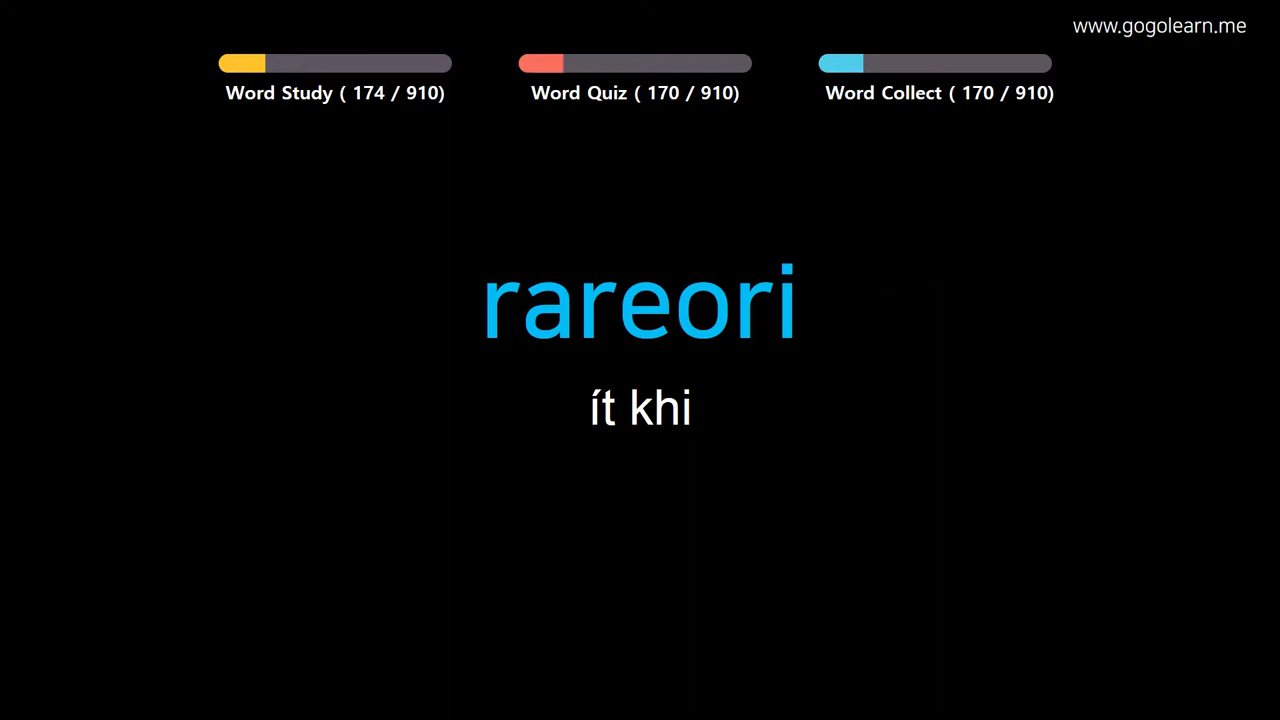 www.gogolearn.me
Word Study ( 174 / 910)
Word Quiz ( 170 / 910)
Word Collect ( 170 / 910)
rareori
ít khi